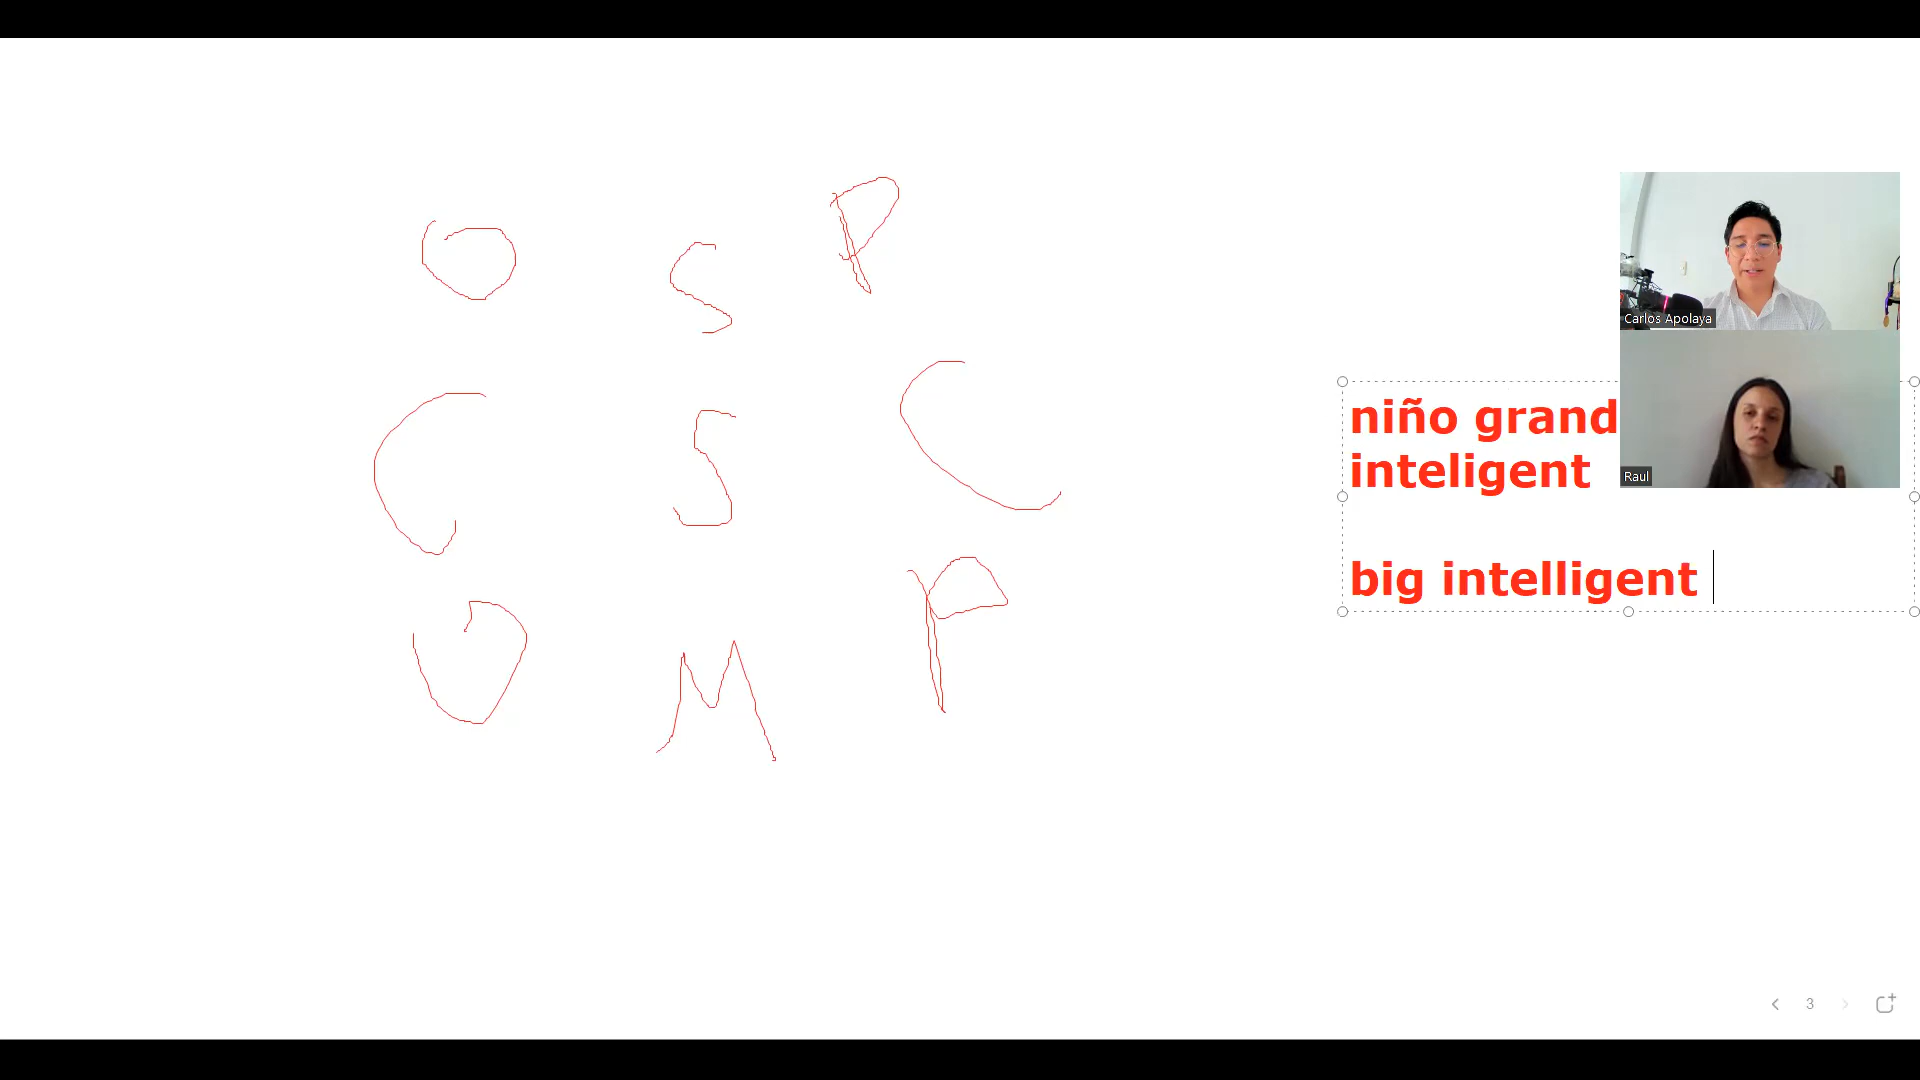 O S P
C S C
O M P
niño grand
inteligent
big intelligent
Carlos Apolaya
Raul
3